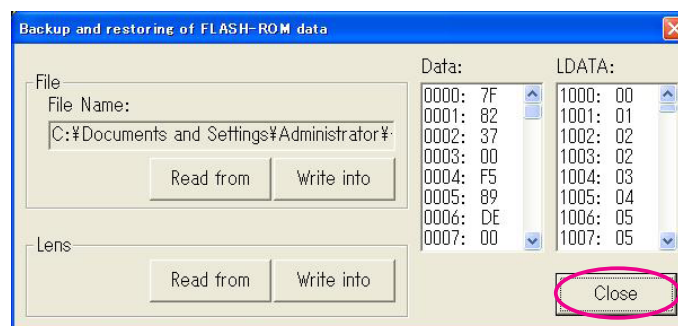 Backup and restoring of FLASH-ROM data
File
File Name:
C:¥Documents and Settings¥Administrator¥
Read from
Write into
Lens
Read from
Write into
Data:
0000: 7F
0001: 82
0002: 37
0003: 00
0004: F5
0005: 89
0006: DE
0007: 00
LDATA:
1000: 00
1001: 01
1002: 02
1003: 02
1004: 03
1005: 04
1006: 05
1007: 05
Close